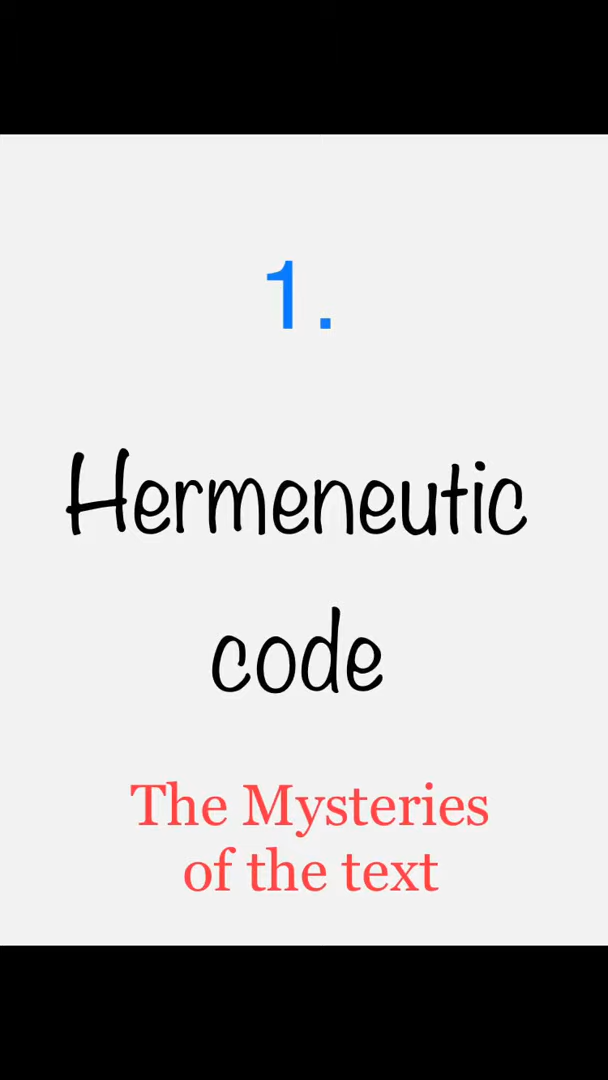 1.
Hermeneutic
code
The Mysteries
of the text